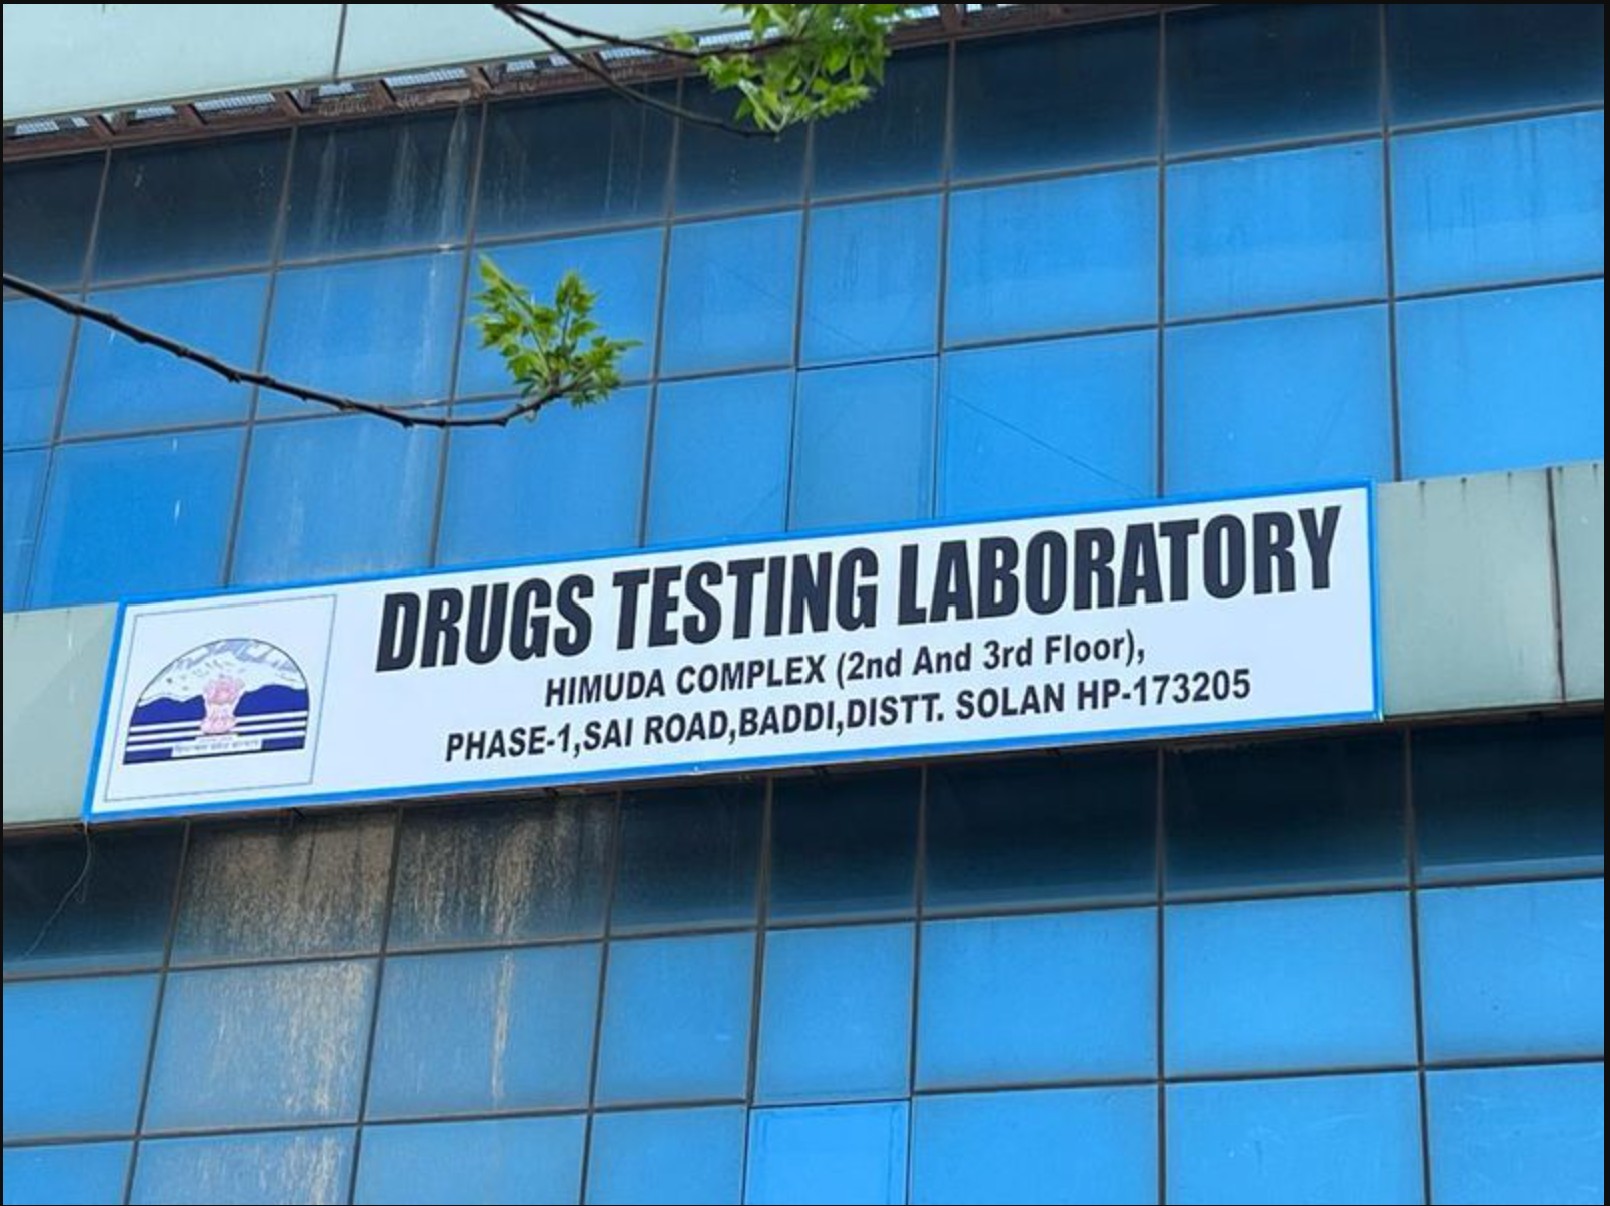 DRUGS TESTING LABORATORY
HIMUDA COMPLEX (2nd And 3rd Floor),
PHASE-1,SAI ROAD,BADDI,DISTT. SOLAN HP-173205